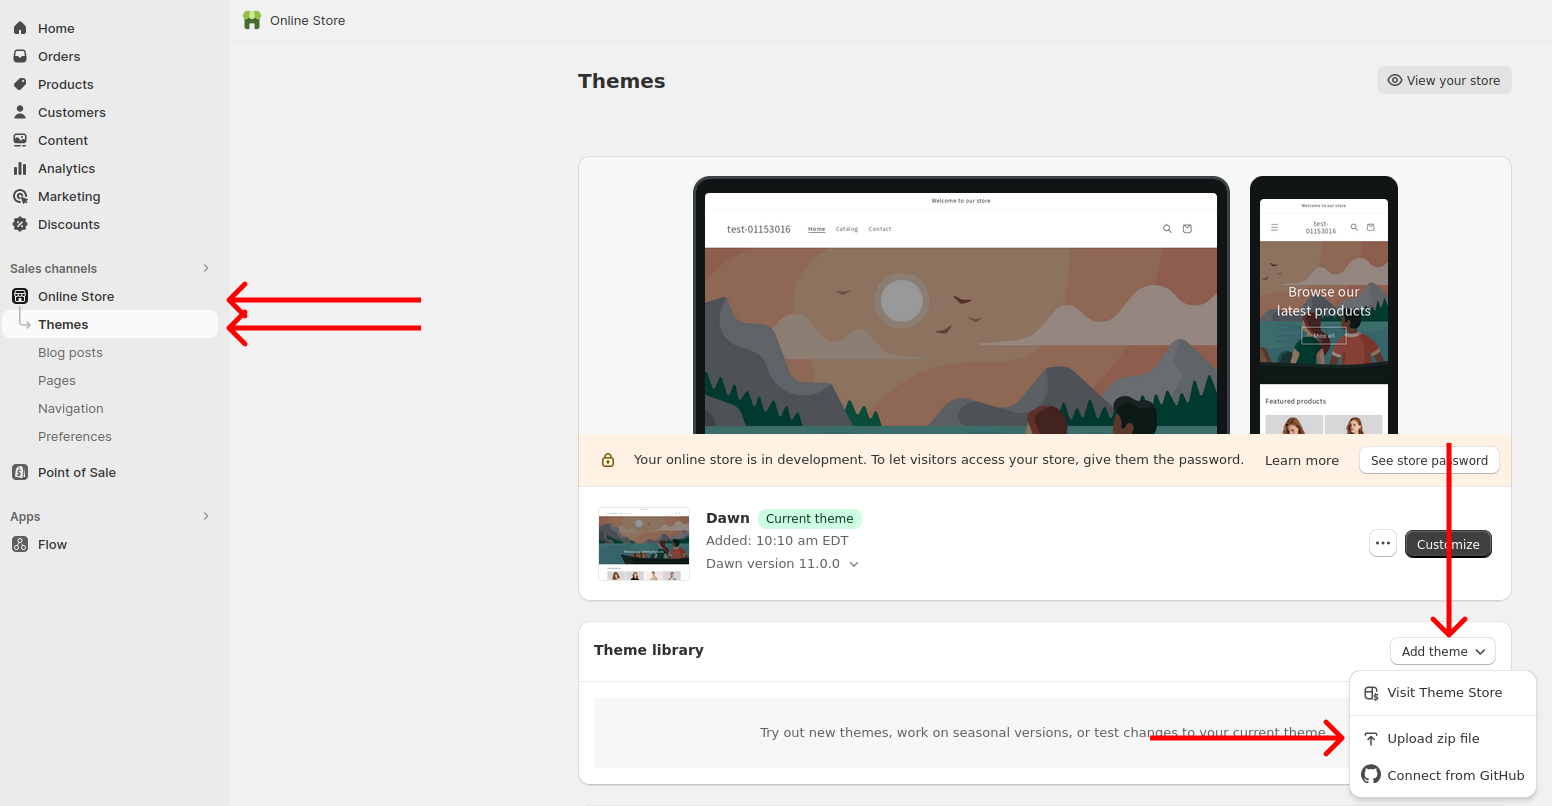 Home
Orders
Products
Customers
Content
Analytics
Marketing
Discounts
Sales channels
Online Store
Themes
Blog posts
Pages
Navigation
Preferences
Point of Sale
Apps
Flow
Online Store
Themes
View your store
Welcome to our store
test-01153016 Home Catalog Contact
Welcome to our store
test-
01153016
Browse our
latest products
Shop all
Featured products
Your online store is in development. To let visitors access your store, give them the password. Learn more See store password
Dawn Current theme
Added: 10:10 am EDT
Dawn version 11.0.0
Customize
Theme library
Add theme
Try out new themes, work on seasonal versions, or test changes to your current theme
Visit Theme Store
Upload zip file
Connect from GitHub